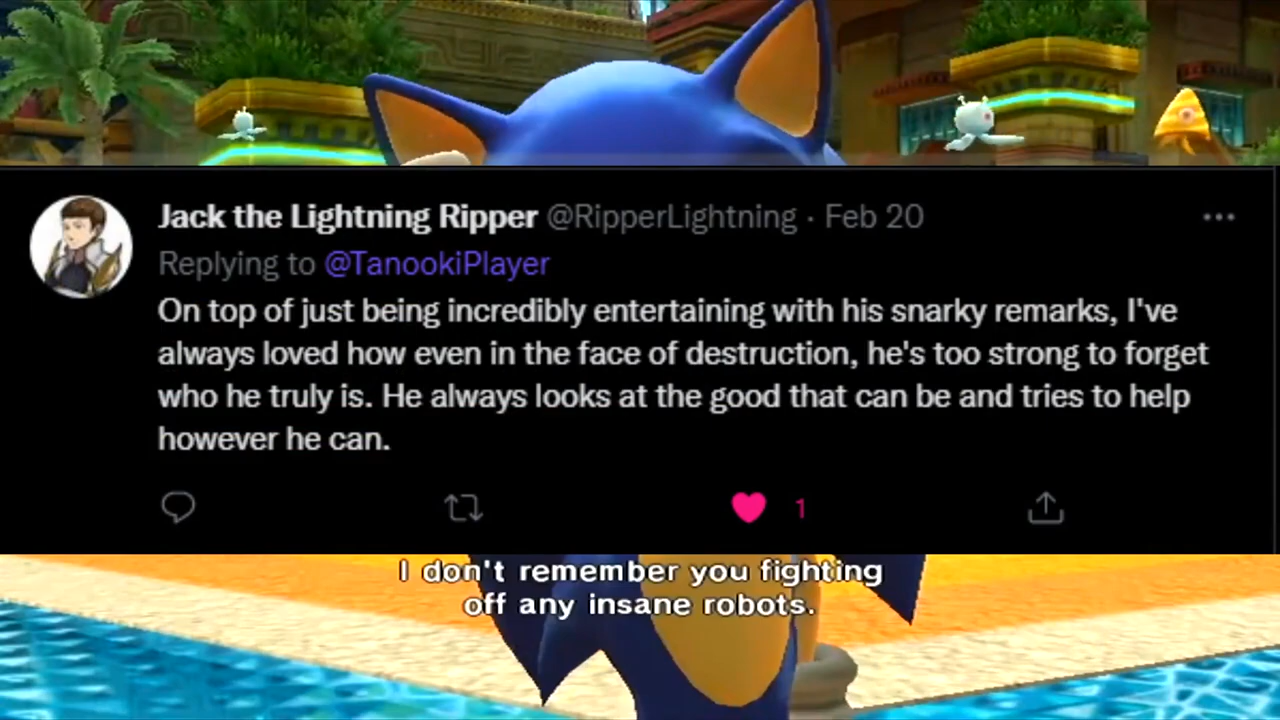 Jack the Lightning Ripper @RipperLightning · Feb 20
Replying to @TanookiPlayer
On top of just being incredibly entertaining with his snarky remarks, I've
always loved how even in the face of destruction, he's too strong to forget
who he truly is. He always looks at the good that can be and tries to help
however he can.
1
I don't remember you fighting
off any insane robots.